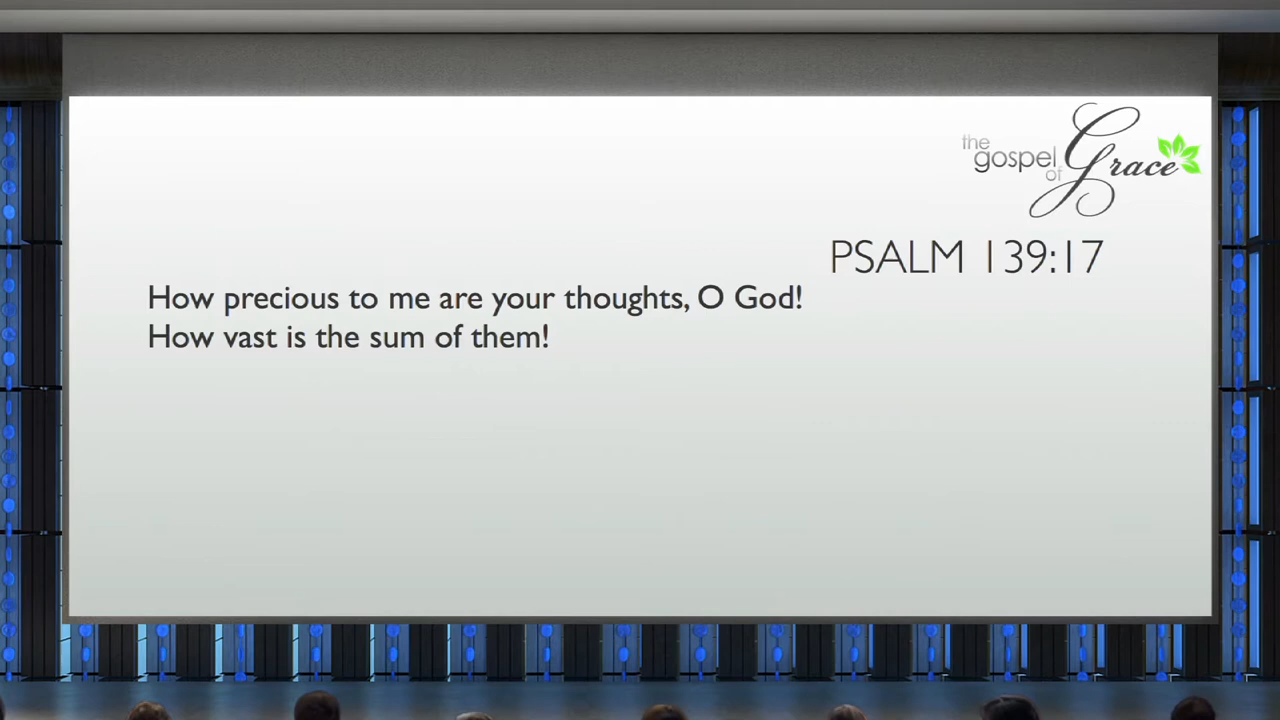 the
gospel
of Grace
PSALM 139:17
How precious to me are your thoughts, O God!
How vast is the sum of them!